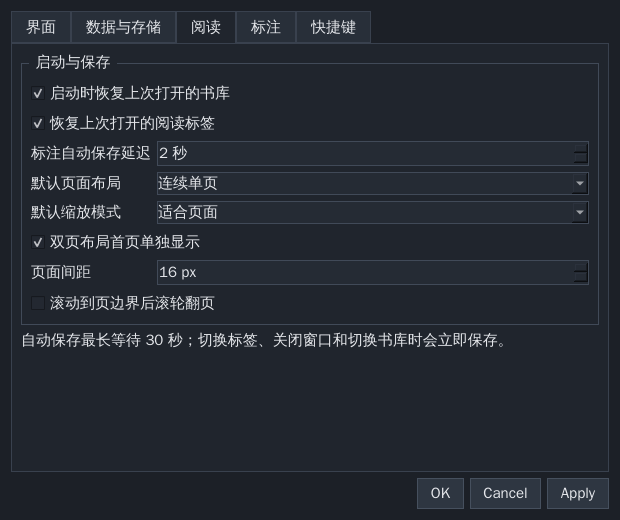 界面 数据与存储 阅读 标注 快捷键
启动与保存
启动时恢复上次打开的书库
恢复上次打开的阅读标签
标注自动保存延迟 2 秒
默认页面布局 连续单页
默认缩放模式 适合页面
双页布局首页单独显示
页面间距 16 px
滚动到页边界后滚轮翻页
自动保存最长等待 30 秒；切换标签、关闭窗口和切换书库时会立即保存。
OK Cancel Apply